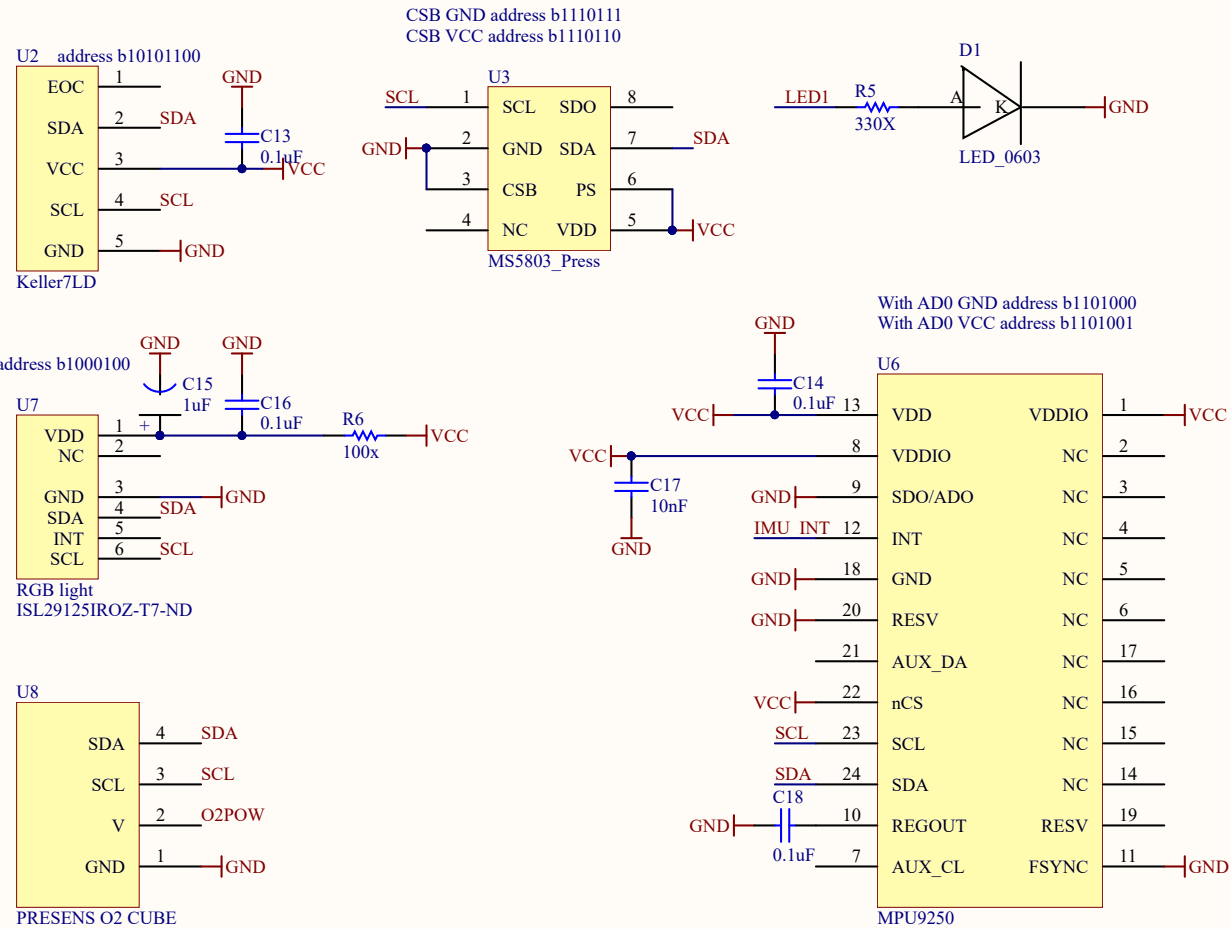 CSB GND address b1110111
CSB VCC address b1110110
U2 address b10101100
EOC 1
SDA 2 SDA
VCC 3 VCC
SCL 4 SCL
GND 5 GND
Keller7LD
GND
C13
0.1uF
U3
SCL 1 SCL SDO 8
GND 2 GND SDA 7 SDA
3 CSB PS 6
4 NC VDD 5 VCC
MS5803_Press
D1
LED1 R5 A K GND
330X
LED_0603
address b1000100
GND GND
C15
1uF
C16
0.1uF
R6
100x
VCC
U7
VDD 1 +
NC 2
GND 3 GND
SDA 4 SDA
INT 5
SCL 6 SCL
RGB light
ISL29125IROZ-T7-ND
U8
SDA 4 SDA
SCL 3 SCL
V 2 O2POW
GND 1 GND
PRESENS O2 CUBE
With AD0 GND address b1101000
With AD0 VCC address b1101001
GND
C14
0.1uF
U6
VCC 13 VDD VDDIO 1 VCC
VCC 8 VDDIO NC 2
C17
10nF
GND
GND 9 SDO/ADO NC 3
IMU_INT 12 INT NC 4
GND 18 GND NC 5
GND 20 RESV NC 6
21 AUX_DA NC 17
VCC 22 nCS NC 16
SCL 23 SCL NC 15
SDA 24 SDA NC 14
C18
GND 10 REGOUT RESV 19
0.1uF
7 AUX_CL FSYNC 11 GND
MPU9250